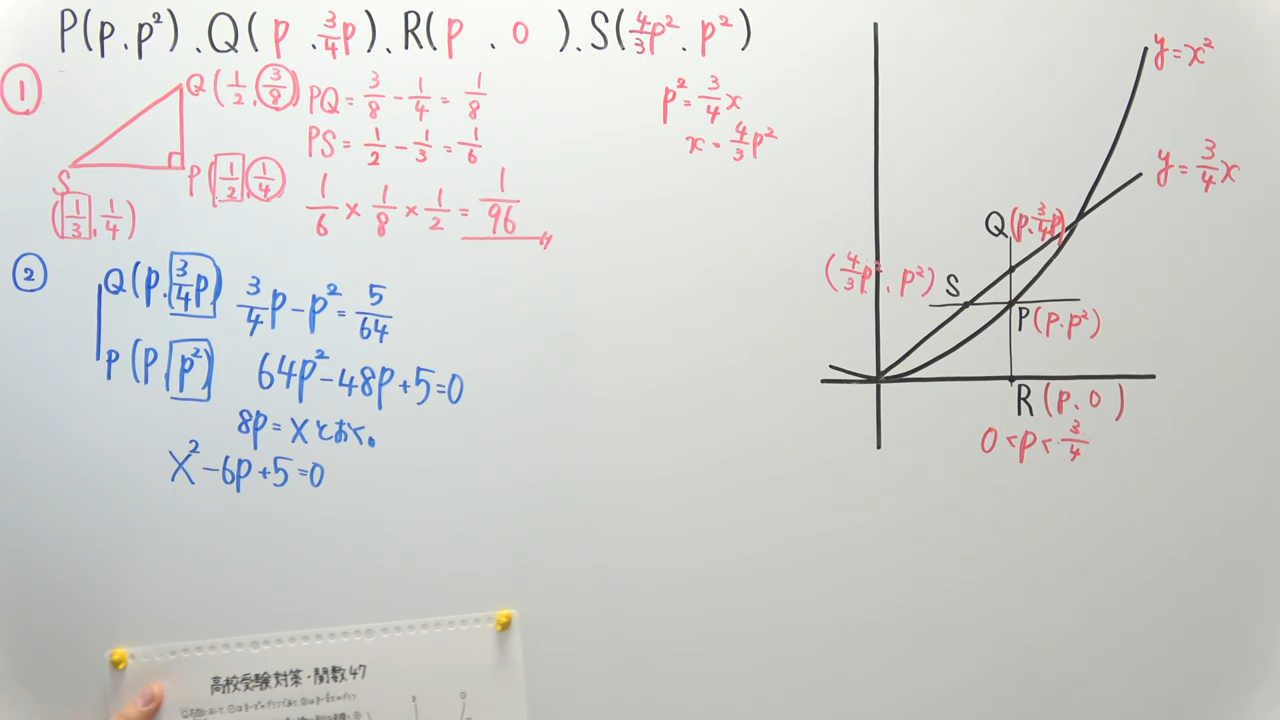 P(p.p²).Q(p.3/4p).R(p.0).S(4/3p².p²)
①
Q(1/2.3/8)
S
(1/3.1/4)
P(1/2.1/4)
PQ=3/8-1/4=1/8
PS=1/2-1/3=1/6
1/6×1/8×1/2=1/96
p²=3/4x
x=4/3p²
②
Q(p.3/4p)
P(P.p²)
3/4p-p²=5/64
64p²-48p+5=0
8p=Xとおく。
X²-6p+5=0
y=x²
y=3/4x
Q(p.3/4p)
(4/3p².p²)
S
P(p.p²)
R(p.0)
0<p<3/4
高校受験対策・関数47